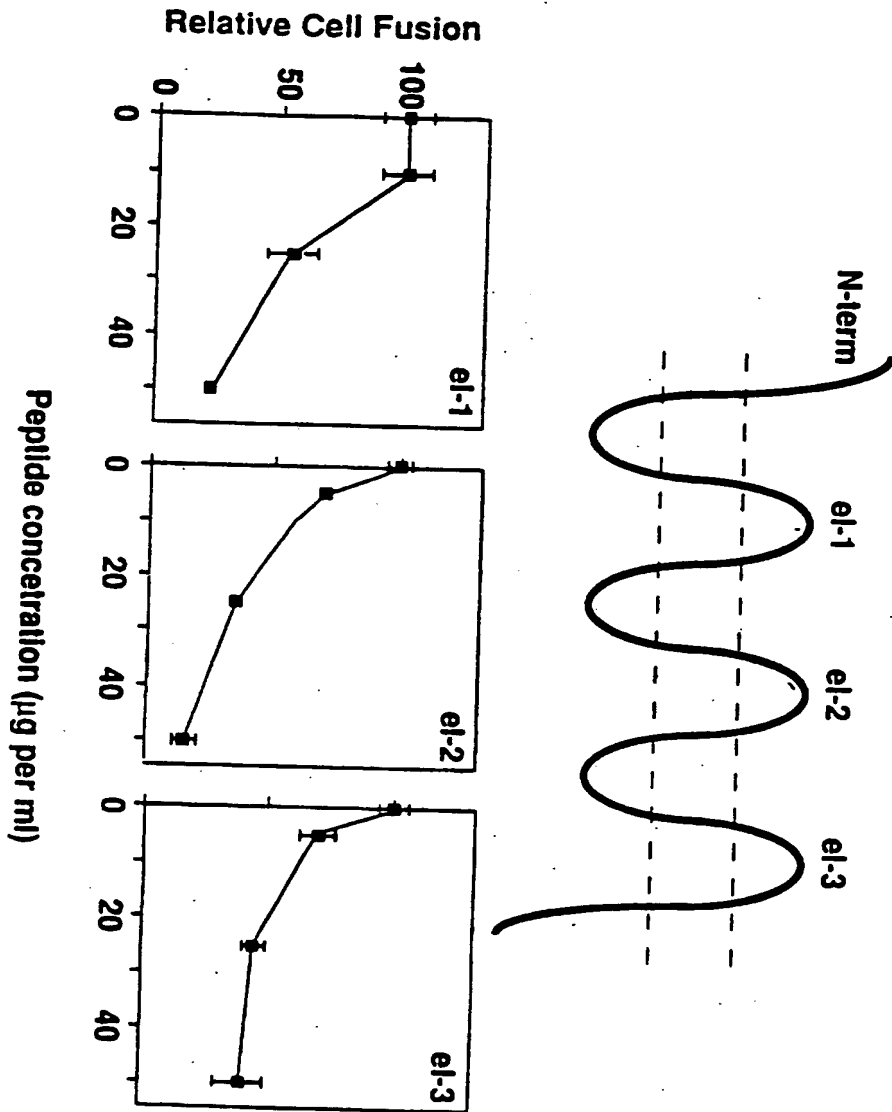 N-term
el-1
el-2
el-3
Relative Cell Fusion
100
50
0
el-1
el-2
el-3
0 20 40
0 20 40
0 20 40
Peptide concetration (µg per ml)